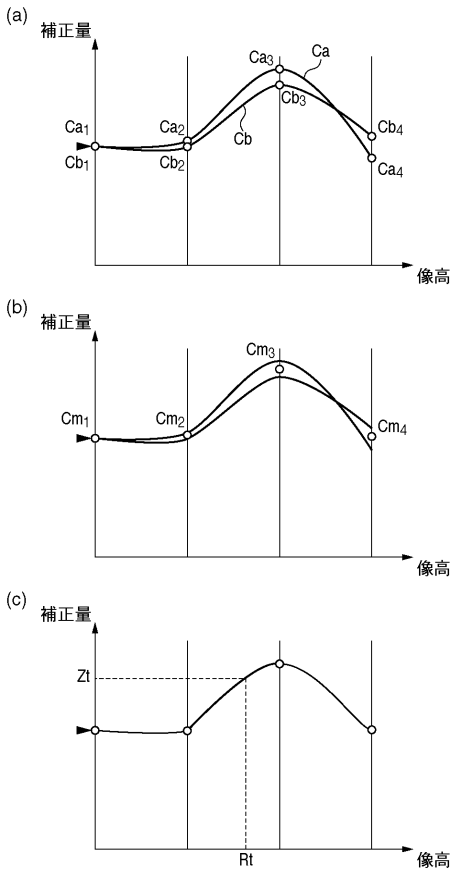 (a)
補正量
Ca3
Ca
Ca1
Ca2
Cb3
Cb4
Cb1
Cb2
Cb
Ca4
像高
(b)
補正量
Cm3
Cm1
Cm2
Cm4
像高
(c)
補正量
Zt
Rt
像高